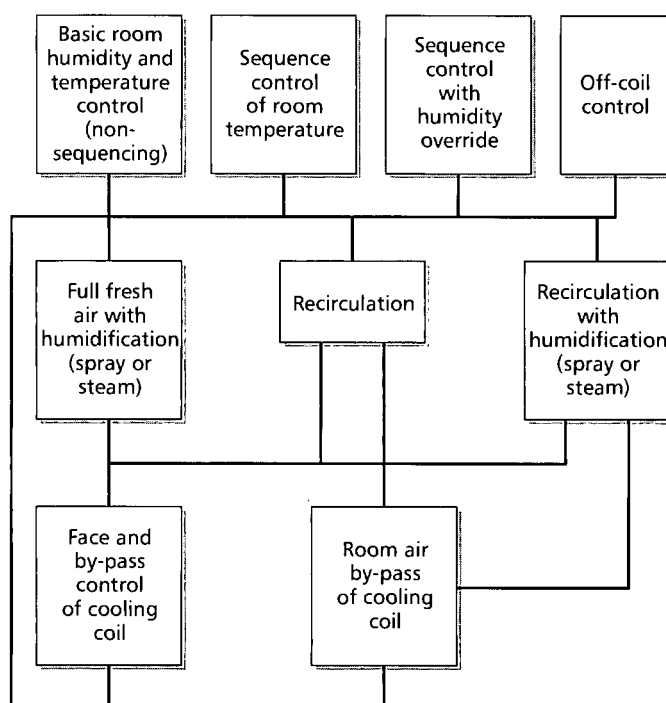 Basic room
humidity and
temperature
control
(non-
sequencing)
Sequence
control
of room
temperature
Sequence
control
with
humidity
override
Off-coil
control
Full fresh
air with
humidification
(spray or
steam)
Recirculation
Recirculation
with
humidification
(spray or
steam)
Face and
by-pass
control
of cooling
coil
Room air
by-pass
of cooling
coil